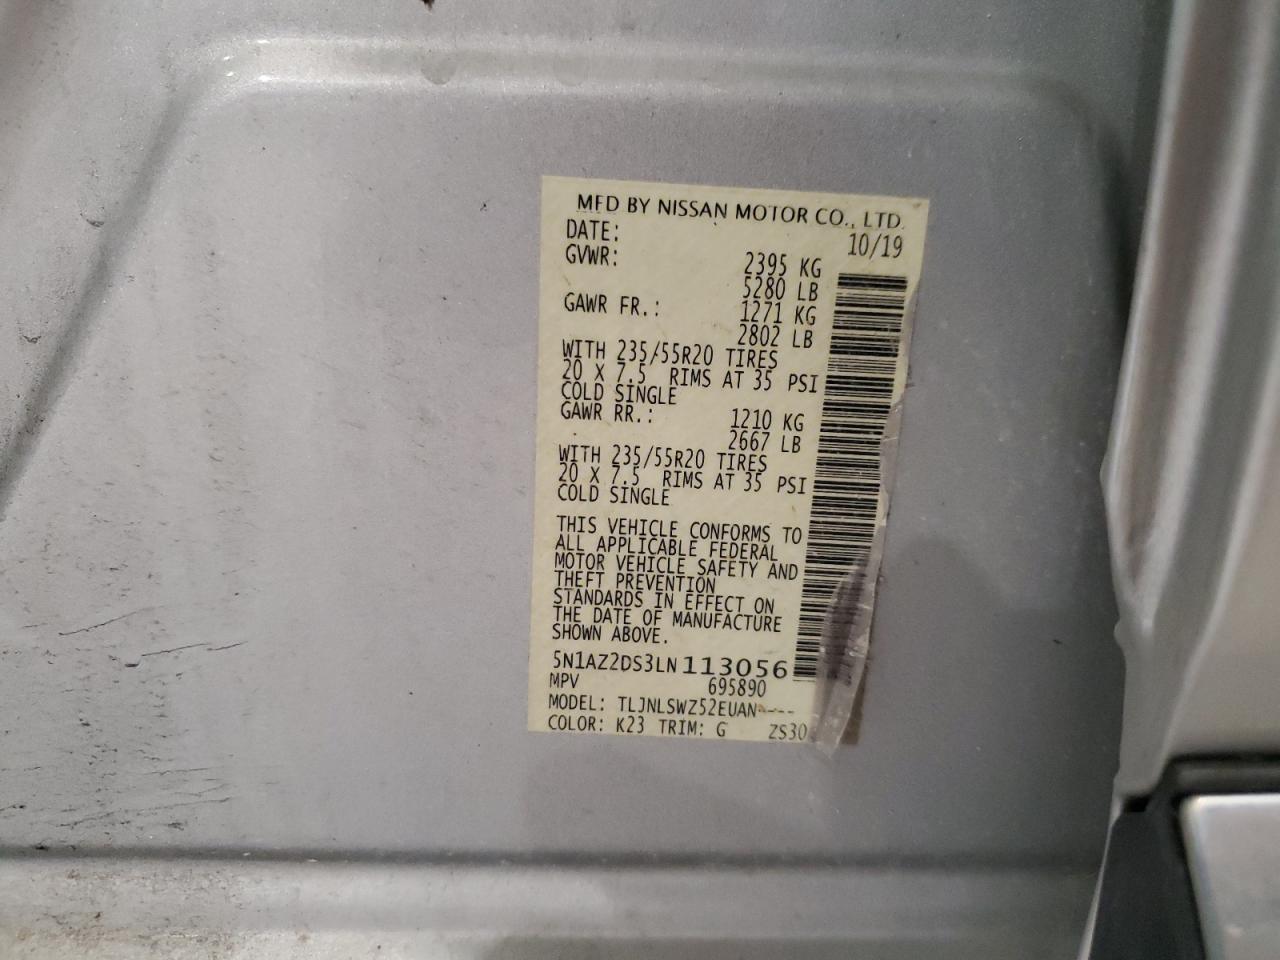 MFD BY NISSAN MOTOR CO., LTD.
DATE: 10/19
GVWR: 2395 KG
5280 LB
GAWR FR.: 1271 KG
2802 LB
WITH 235/55R20 TIRES
20 X 7.5 RIMS AT 35 PSI
COLD SINGLE
GAWR RR.: 1210 KG
2667 LB
WITH 235/55R20 TIRES
20 X 7.5 RIMS AT 35 PSI
COLD SINGLE
THIS VEHICLE CONFORMS TO
ALL APPLICABLE FEDERAL
MOTOR VEHICLE SAFETY AND
THEFT PREVENTION
STANDARDS IN EFFECT ON
THE DATE OF MANUFACTURE
SHOWN ABOVE.
5N1AZ2DS3LN113056
MPV 695890
MODEL: TLJNLSWZ52EUAN----
COLOR: K23 TRIM: G ZS30